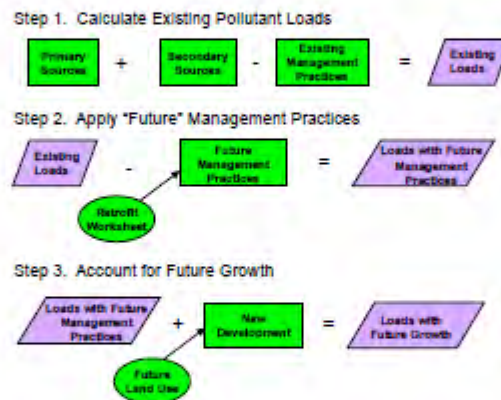 Step 1. Calculate Existing Pollutant Loads
Primary
Sources
+
Secondary
Sources
-
Existing
Management
Practices
=
Existing
Loads
Step 2. Apply "Future" Management Practices
Existing
Loads
-
Future
Management
Practices
=
Loads with Future
Management
Practices
Retrofit
Worksheet
Step 3. Account for Future Growth
Loads with Future
Management
Practices
+
New
Development
=
Loads with
Future Growth
Future
Land Use